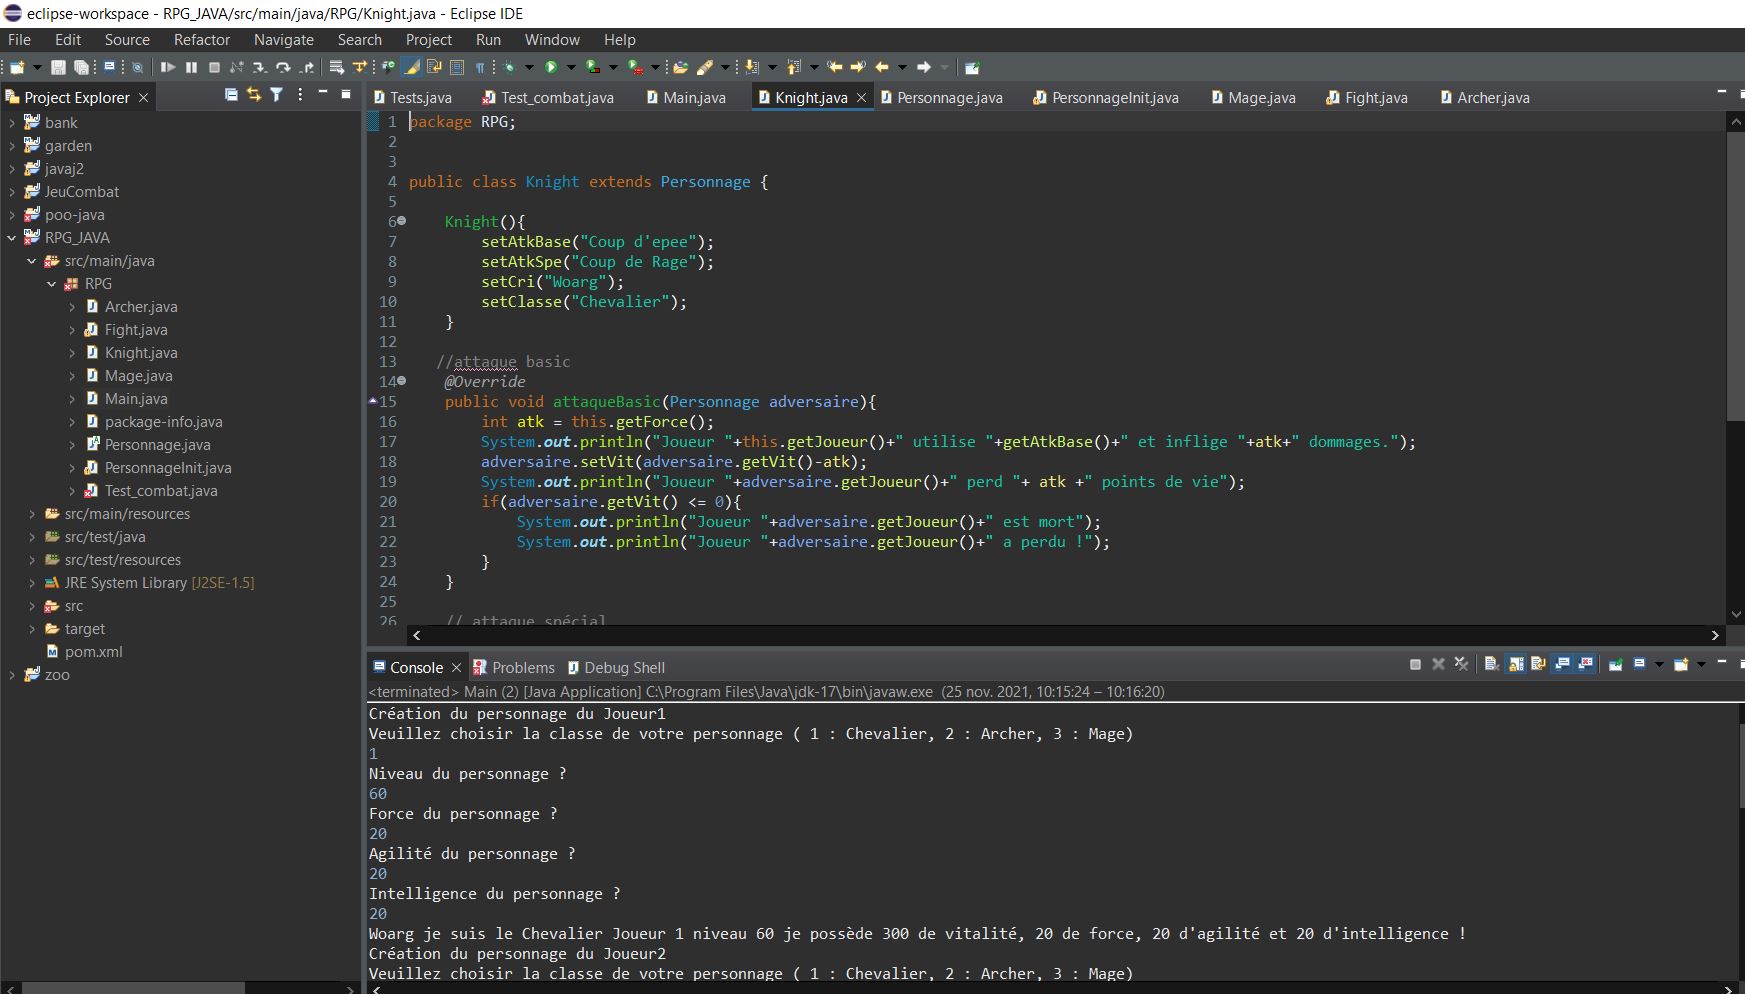 eclipse-workspace - RPG_JAVA/src/main/java/RPG/Knight.java - Eclipse IDE
File Edit Source Refactor Navigate Search Project Run Window Help
Project Explorer
bank
garden
javaj2
JeuCombat
poo-java
RPG_JAVA
src/main/java
RPG
Archer.java
Fight.java
Knight.java
Mage.java
Main.java
package-info.java
Personnage.java
PersonnageInit.java
Test_combat.java
src/main/resources
src/test/java
src/test/resources
JRE System Library [J2SE-1.5]
src
target
pom.xml
zoo
Tests.java Test_combat.java Main.java Knight.java Personnage.java PersonnageInit.java Mage.java Fight.java Archer.java
1 package RPG;
2
3
4 public class Knight extends Personnage {
5
6 Knight(){
7 setAtkBase("Coup d'epee");
8 setAtkSpe("Coup de Rage");
9 setCri("Woarg");
10 setClasse("Chevalier");
11 }
12
13 //attaque basic
14 @Override
15 public void attaqueBasic(Personnage adversaire){
16 int atk = this.getForce();
17 System.out.println("Joueur "+this.getJoueur()+" utilise "+getAtkBase()+" et inflige "+atk+" dommages.");
18 adversaire.setVit(adversaire.getVit()-atk);
19 System.out.println("Joueur "+adversaire.getJoueur()+" perd "+ atk +" points de vie");
20 if(adversaire.getVit() <= 0){
21 System.out.println("Joueur "+adversaire.getJoueur()+" est mort");
22 System.out.println("Joueur "+adversaire.getJoueur()+" a perdu !");
23 }
24 }
25
26 // attaque spécial
Console Problems Debug Shell
<terminated> Main (2) [Java Application] C:\Program Files\Java\jdk-17\bin\javaw.exe (25 nov. 2021, 10:15:24 – 10:16:20)
Création du personnage du Joueur1
Veuillez choisir la classe de votre personnage ( 1 : Chevalier, 2 : Archer, 3 : Mage)
1
Niveau du personnage ?
60
Force du personnage ?
20
Agilité du personnage ?
20
Intelligence du personnage ?
20
Woarg je suis le Chevalier Joueur 1 niveau 60 je possède 300 de vitalité, 20 de force, 20 d'agilité et 20 d'intelligence !
Création du personnage du Joueur2
Veuillez choisir la classe de votre personnage ( 1 : Chevalier, 2 : Archer, 3 : Mage)